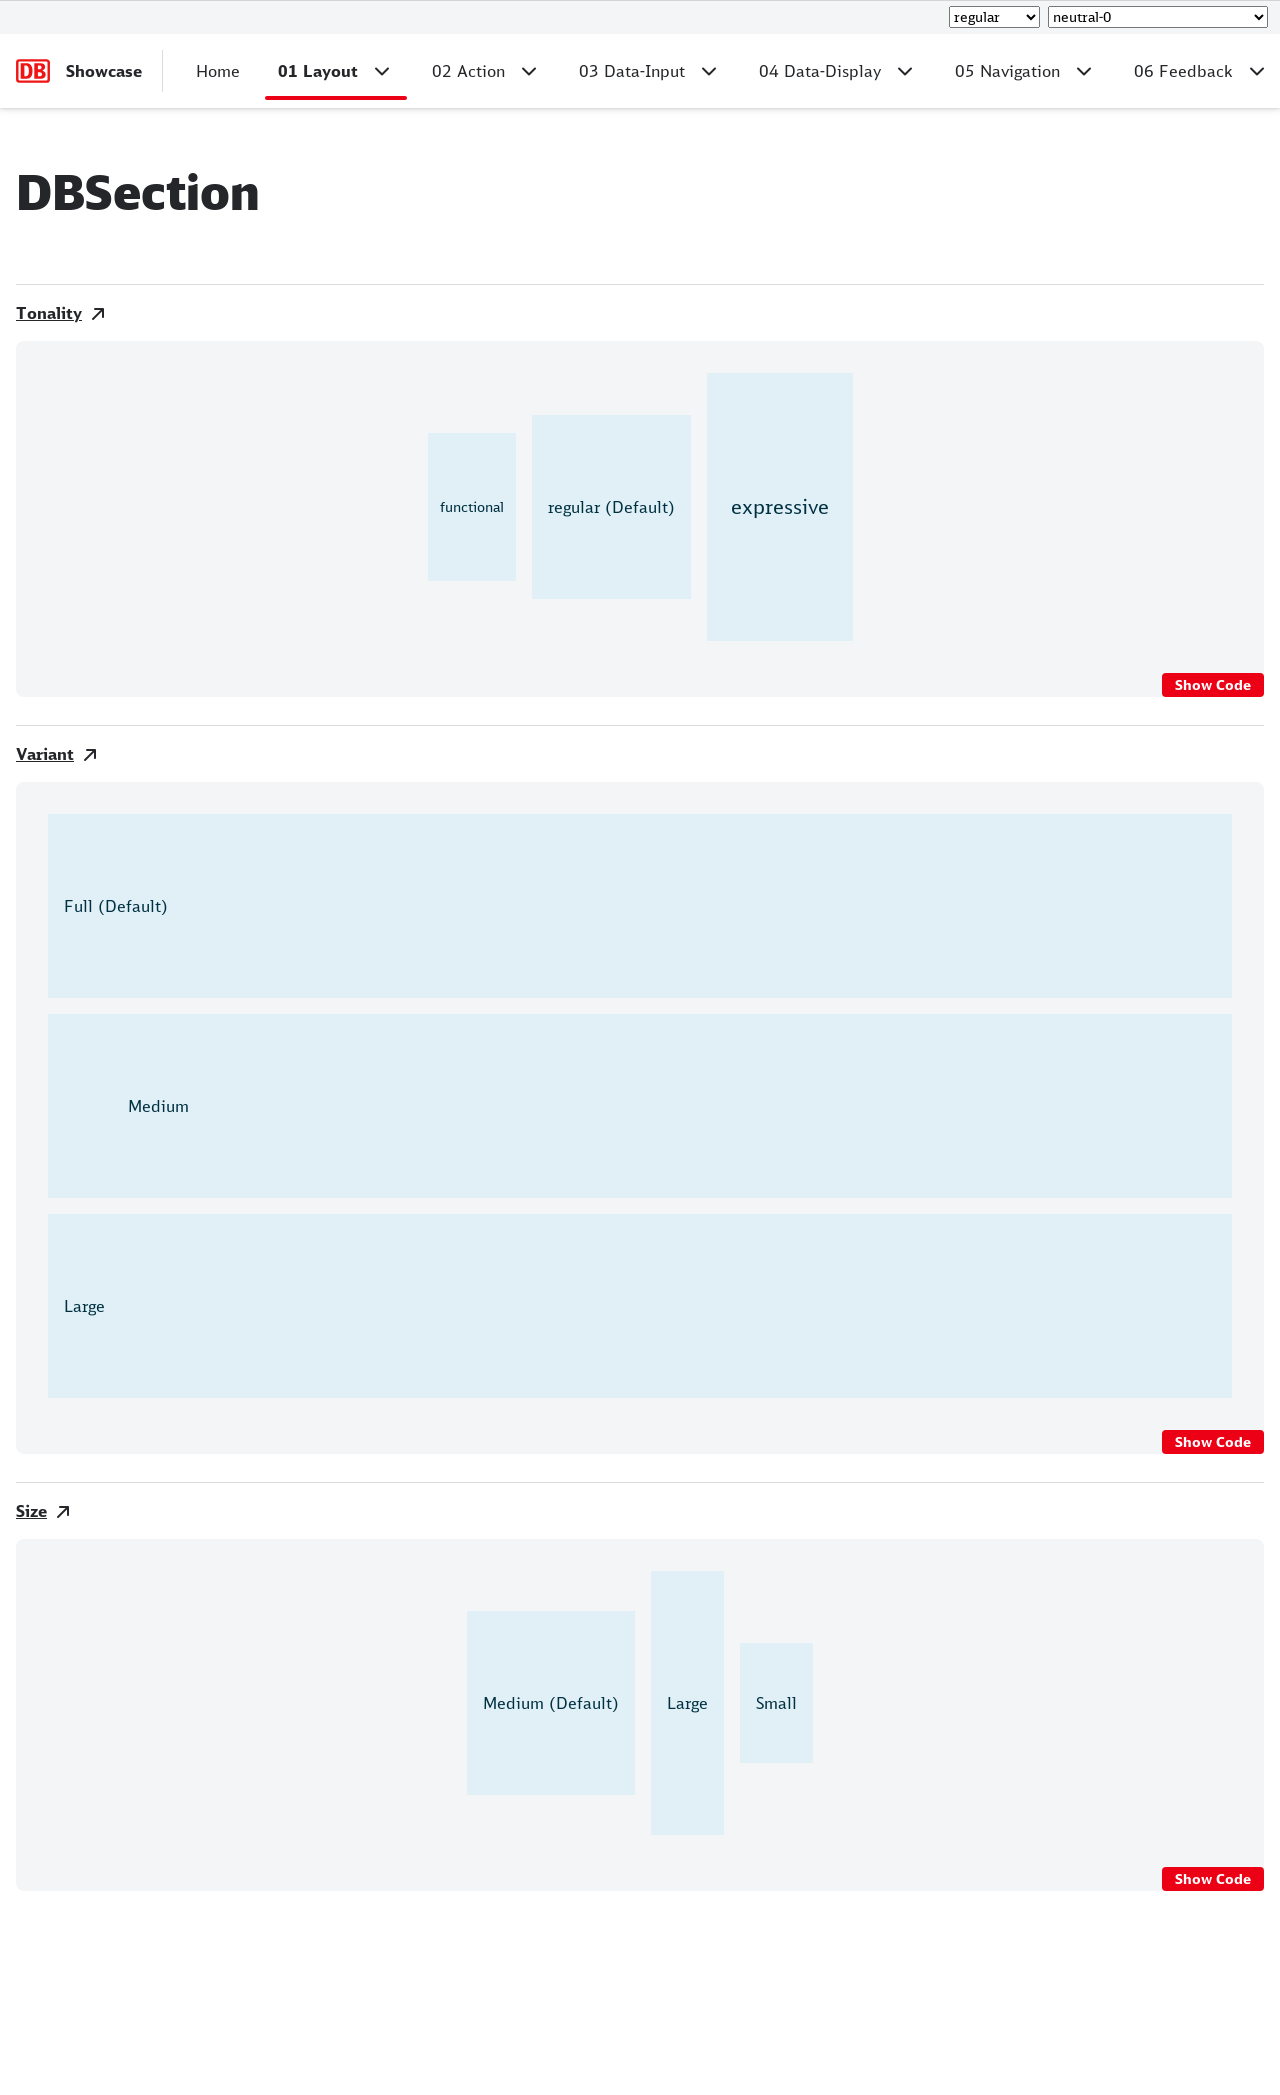 regular neutral-0
DB Showcase Home 01 Layout 02 Action 03 Data-Input 04 Data-Display 05 Navigation 06 Feedback
DBSection
Tonality
functional regular (Default) expressive
Show Code
Variant
Full (Default)
Medium
Large
Show Code
Size
Medium (Default) Large Small
Show Code